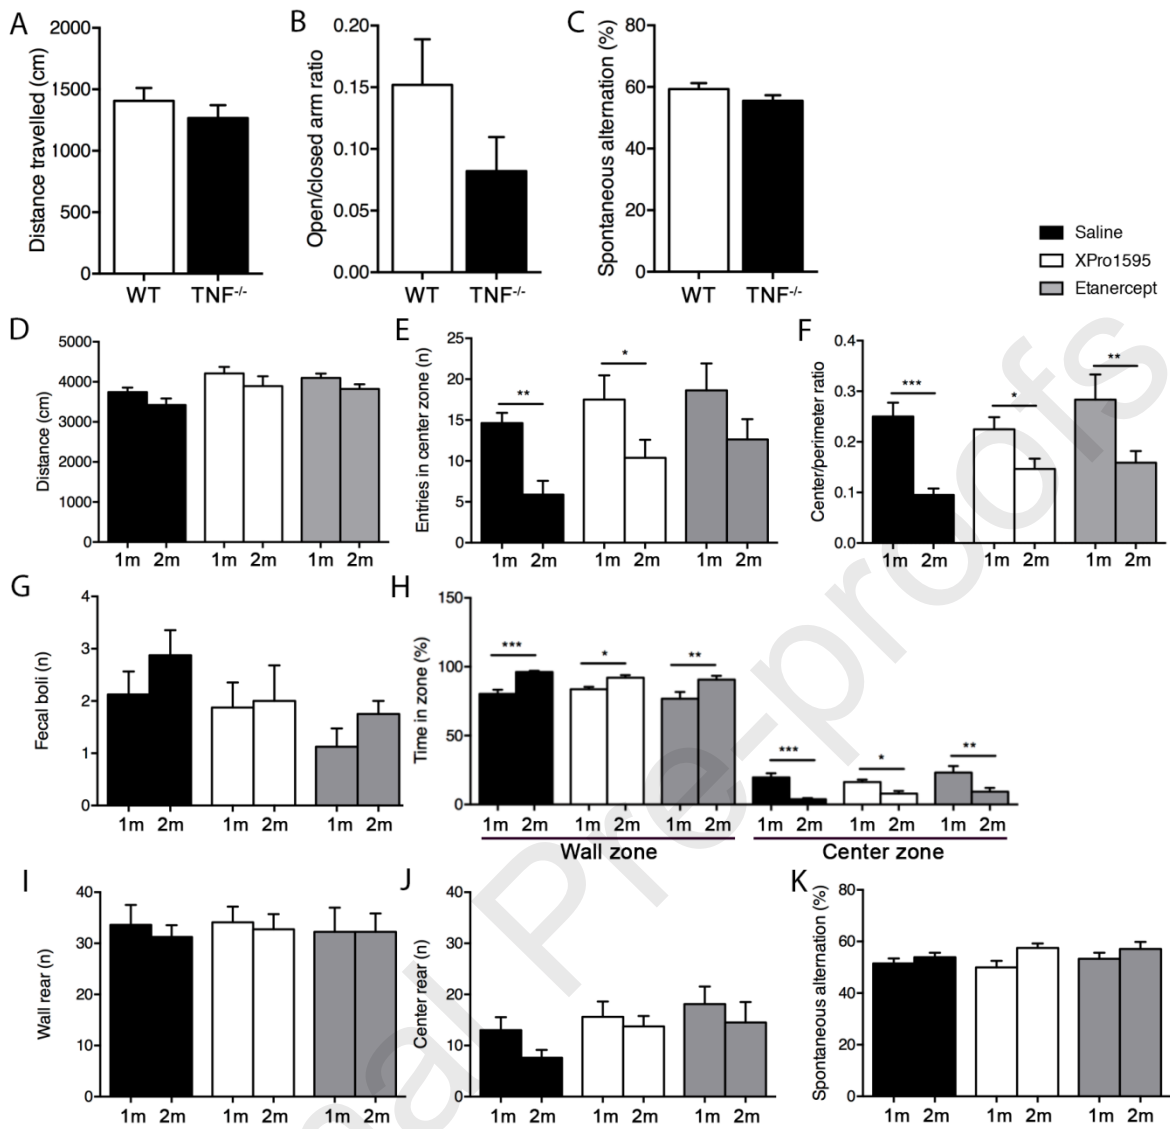 A
Distance travelled (cm)
2000
1500
1000
500
0
WT TNF-/-
B
Open/closed arm ratio
0.20
0.15
0.10
0.05
0.00
WT TNF-/-
C
Spontaneous alternation (%)
80
60
40
20
0
WT TNF-/-
Saline
XPro1595
Etanercept
D
Distance (cm)
5000
4000
3000
2000
1000
0
1m 2m 1m 2m 1m 2m
E
Entries in center zone (n)
25
20
15
10
5
0
** *
1m 2m 1m 2m 1m 2m
F
Center/perimeter ratio
0.4
0.3
0.2
0.1
0.0
*** * **
1m 2m 1m 2m 1m 2m
G
Fecal boli (n)
4
3
2
1
0
1m 2m 1m 2m 1m 2m
H
Time in zone (%)
150
100
50
0
*** * ** *** * **
1m 2m 1m 2m 1m 2m 1m 2m 1m 2m 1m 2m
Wall zone Center zone
I
Wall rear (n)
40
30
20
10
0
1m 2m 1m 2m 1m 2m
J
Center rear (n)
40
30
20
10
0
1m 2m 1m 2m 1m 2m
K
Spontaneous alternation (%)
80
60
40
20
0
1m 2m 1m 2m 1m 2m
nal Pre-proofs